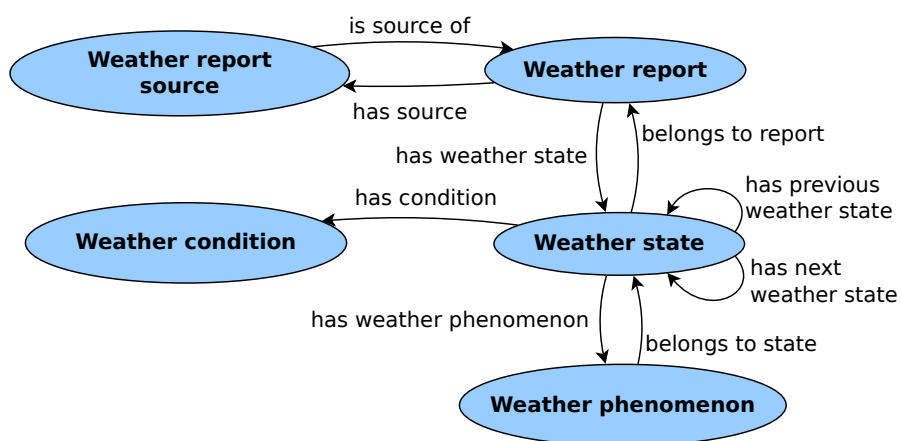 is source of
Weather report
source
Weather report
has source
has weather state
belongs to report
has condition
has previous
weather state
Weather condition
Weather state
has next
weather state
has weather phenomenon
belongs to state
Weather phenomenon